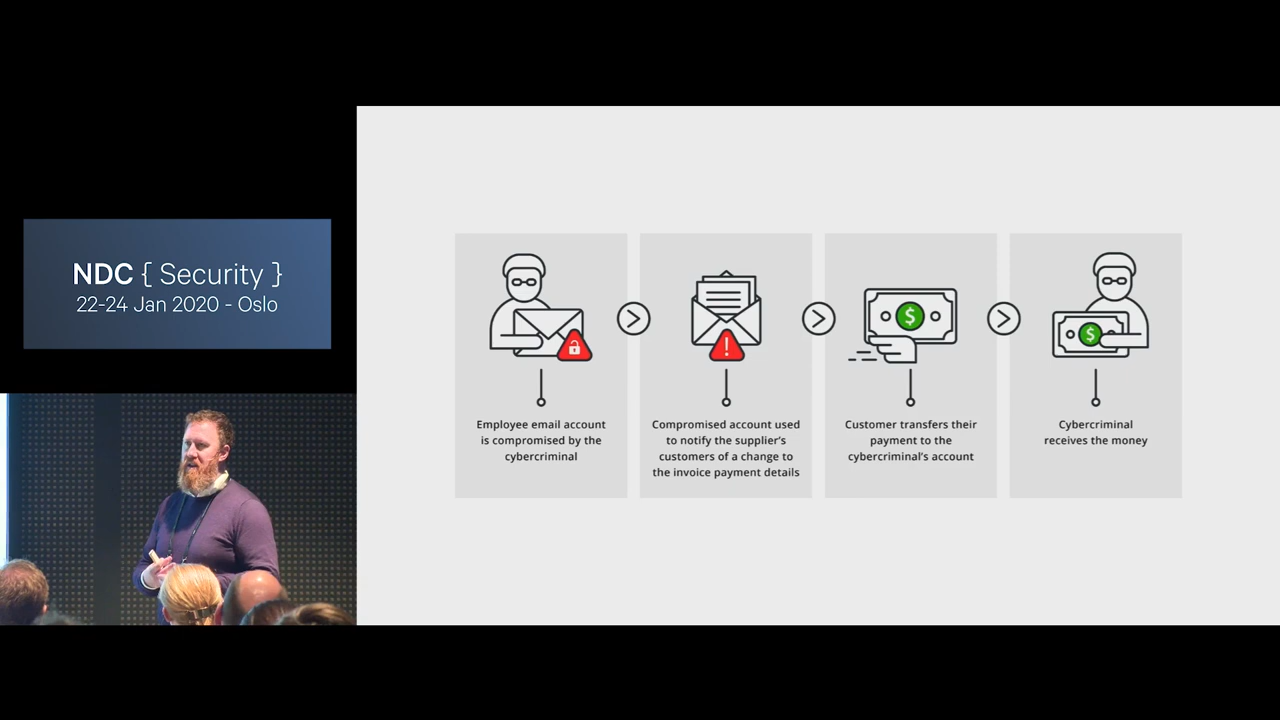 NDC { Security }
22-24 Jan 2020 - Oslo
Employee email account
is compromised by the
cybercriminal
Compromised account used
to notify the supplier's
customers of a change to
the invoice payment details
Customer transfers their
payment to the
cybercriminal's account
Cybercriminal
receives the money